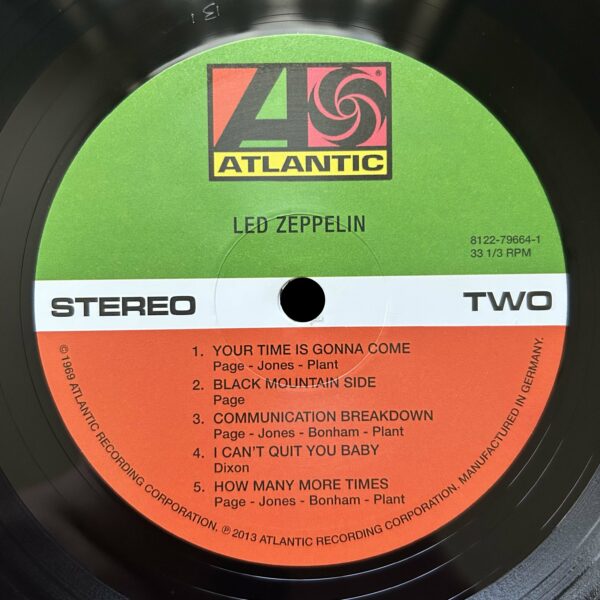 ATLANTIC
®
LED ZEPPELIN
8122-79664-1
33 1/3 RPM
STEREO
TWO
1. YOUR TIME IS GONNA COME
Page - Jones - Plant
2. BLACK MOUNTAIN SIDE
Page
3. COMMUNICATION BREAKDOWN
Page - Jones - Bonham - Plant
4. I CAN'T QUIT YOU BABY
Dixon
5. HOW MANY MORE TIMES
Page - Jones - Bonham - Plant
© 1969 ATLANTIC RECORDING CORPORATION. ℗ 2013 ATLANTIC RECORDING CORPORATION. MANUFACTURED IN GERMANY.